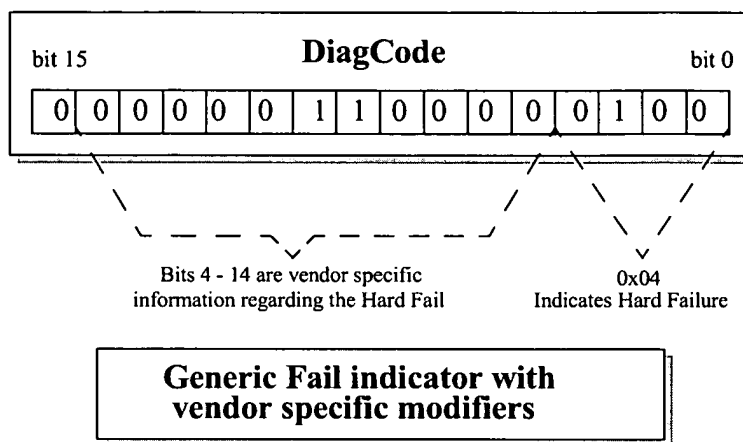 DiagCode
bit 15 bit 0
0 0 0 0 0 0 1 1 0 0 0 0 0 1 0 0
Bits 4 - 14 are vendor specific
information regarding the Hard Fail
0x04
Indicates Hard Failure
Generic Fail indicator with
vendor specific modifiers